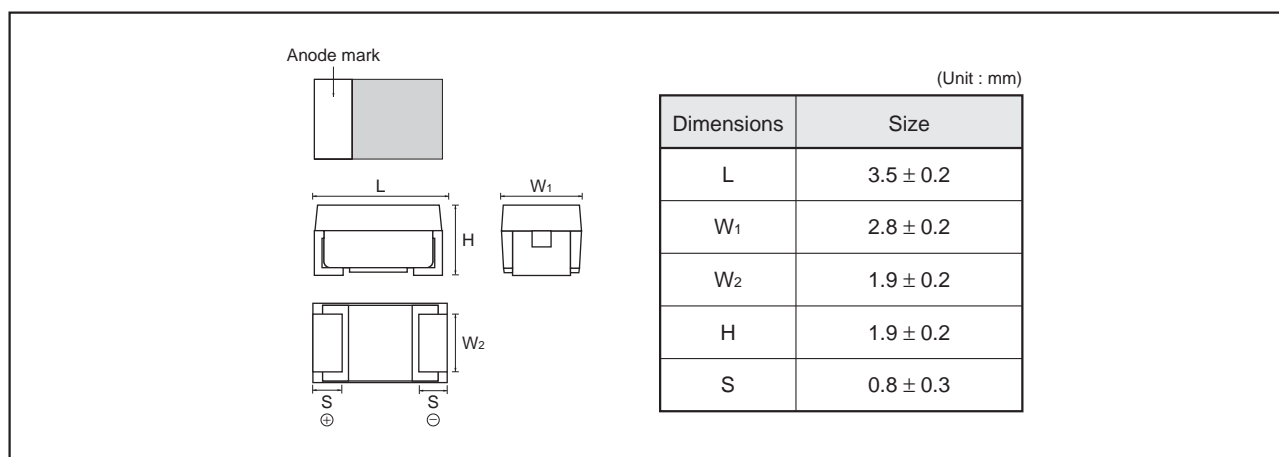 Anode mark
L
W1
H
W2
S
S
⊕
⊖
(Unit : mm)
Dimensions Size
L 3.5 ± 0.2
W1 2.8 ± 0.2
W2 1.9 ± 0.2
H 1.9 ± 0.2
S 0.8 ± 0.3